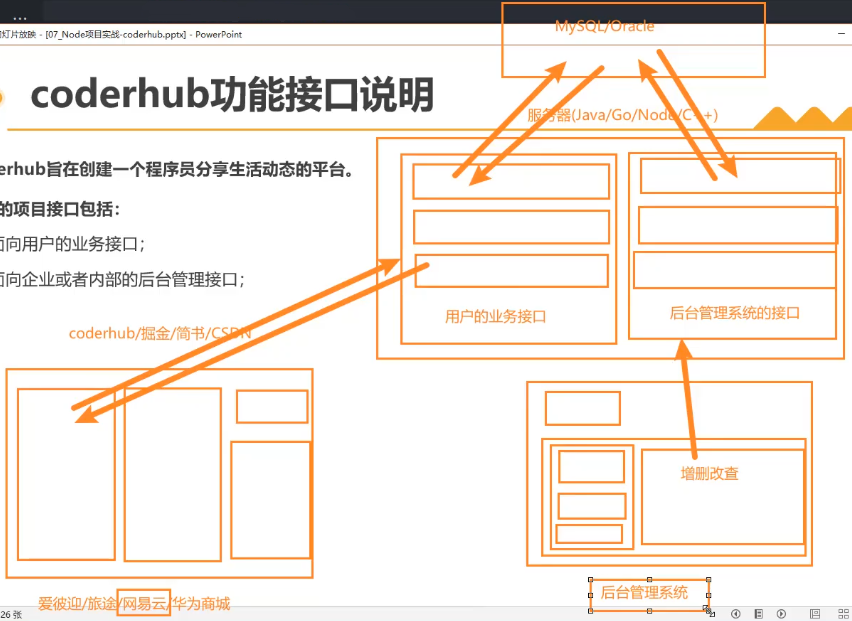 灯片放映 - [07_Node项目实战-coderhub.pptx] - PowerPoint
MySQL/Oracle
coderhub功能接口说明
服务器(Java/Go/Node/C++)
erhub旨在创建一个程序员分享生活动态的平台。
的项目接口包括：
面向用户的业务接口；
面向企业或者内部的后台管理接口；
用户的业务接口
后台管理系统的接口
coderhub/掘金/简书/CSDN
增删改查
后台管理系统
爱彼迎/旅途/网易云/华为商城
26 张